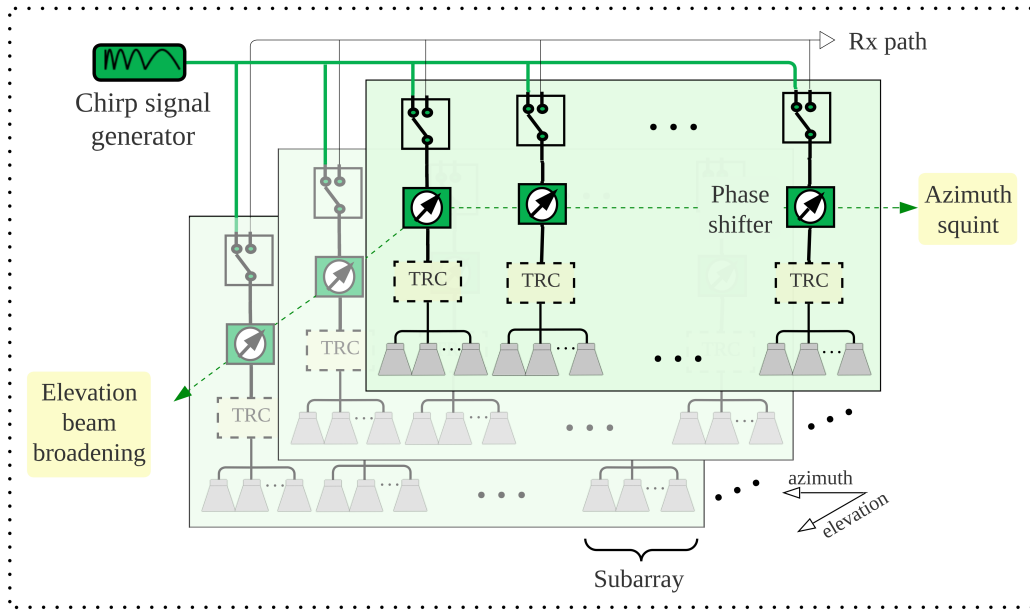 Rx path
Chirp signal
generator
Phase
shifter
Azimuth
squint
TRC
TRC
TRC
TRC
Elevation
beam
broadening
TRC
azimuth
elevation
Subarray